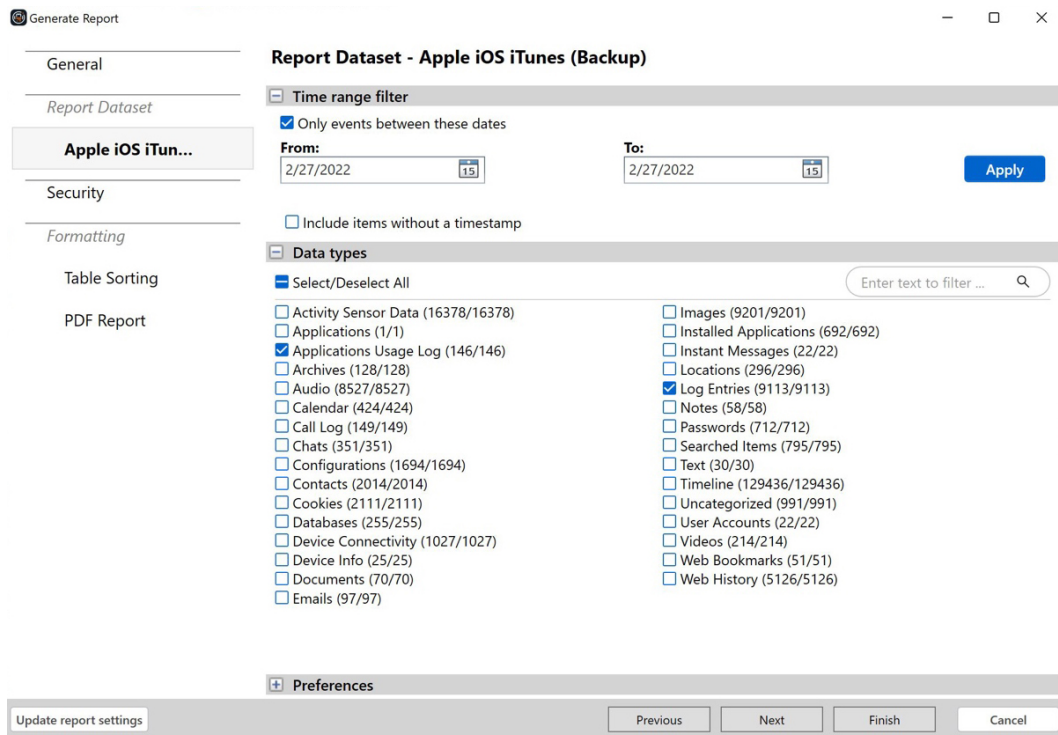 Generate Report
General
Report Dataset
Apple iOS iTun...
Security
Formatting
Table Sorting
PDF Report
Report Dataset - Apple iOS iTunes (Backup)
Time range filter
Only events between these dates
From: To:
2/27/2022 15 2/27/2022 15 Apply
Include items without a timestamp
Data types
Select/Deselect All Enter text to filter ...
Activity Sensor Data (16378/16378)
Applications (1/1)
Applications Usage Log (146/146)
Archives (128/128)
Audio (8527/8527)
Calendar (424/424)
Call Log (149/149)
Chats (351/351)
Configurations (1694/1694)
Contacts (2014/2014)
Cookies (2111/2111)
Databases (255/255)
Device Connectivity (1027/1027)
Device Info (25/25)
Documents (70/70)
Emails (97/97)
Images (9201/9201)
Installed Applications (692/692)
Instant Messages (22/22)
Locations (296/296)
Log Entries (9113/9113)
Notes (58/58)
Passwords (712/712)
Searched Items (795/795)
Text (30/30)
Timeline (129436/129436)
Uncategorized (991/991)
User Accounts (22/22)
Videos (214/214)
Web Bookmarks (51/51)
Web History (5126/5126)
Preferences
Update report settings Previous Next Finish Cancel